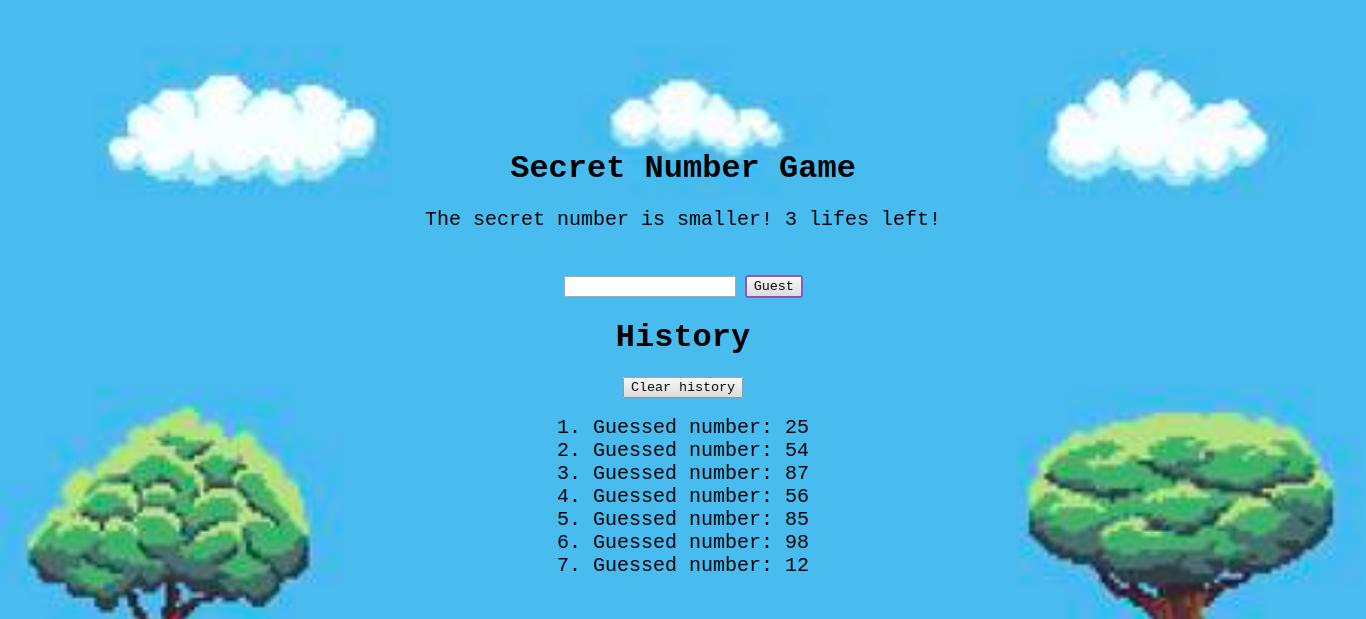 Secret Number Game
The secret number is smaller! 3 lifes left!
Guest
History
Clear history
1. Guessed number: 25
2. Guessed number: 54
3. Guessed number: 87
4. Guessed number: 56
5. Guessed number: 85
6. Guessed number: 98
7. Guessed number: 12